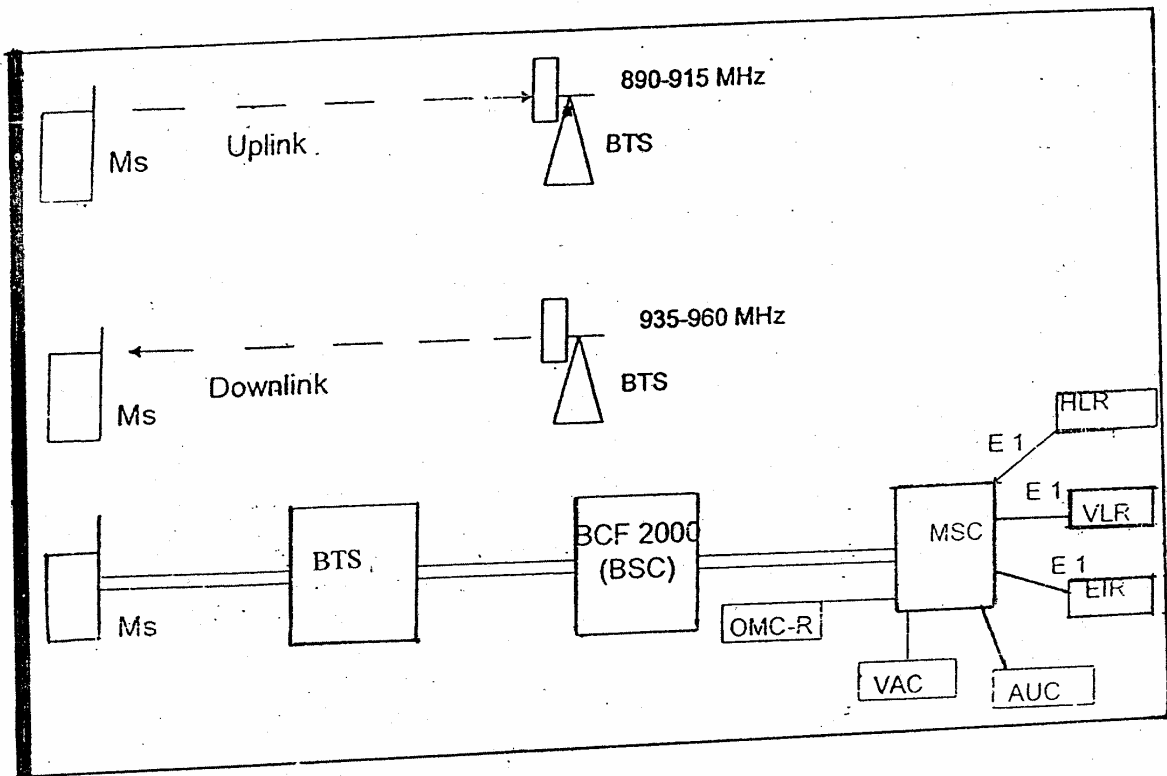 890-915 MHz
Uplink
Ms
BTS
935-960 MHz
Downlink
Ms
BTS
HLR
E 1
E 1
VLR
MSC
BTS
BCF 2000
(BSC)
E 1
EIR
Ms
OMC-R
VAC
AUC